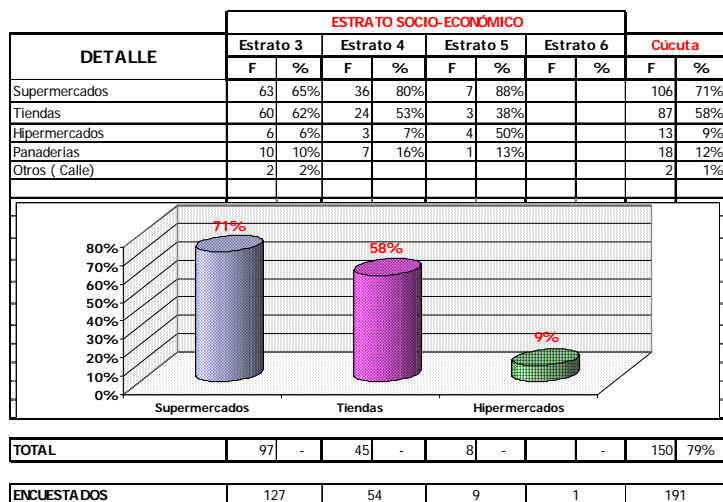 ESTRATO SOCIO-ECONÓMICO
DETALLE Estrato 3 Estrato 4 Estrato 5 Estrato 6 Cúcuta
F % F % F % F % F %
Supermercados 63 65% 36 80% 7 88% 106 71%
Tiendas 60 62% 24 53% 3 38% 87 58%
Hipermercados 6 6% 3 7% 4 50% 13 9%
Panaderias 10 10% 7 16% 1 13% 18 12%
Otros ( Calle) 2 2% 2 1%
71%
58%
9%
80%
70%
60%
50%
40%
30%
20%
10%
0%
Supermercados Tiendas Hipermercados
TOTAL 97 - 45 - 8 - - 150 79%
ENCUESTADOS 127 54 9 1 191